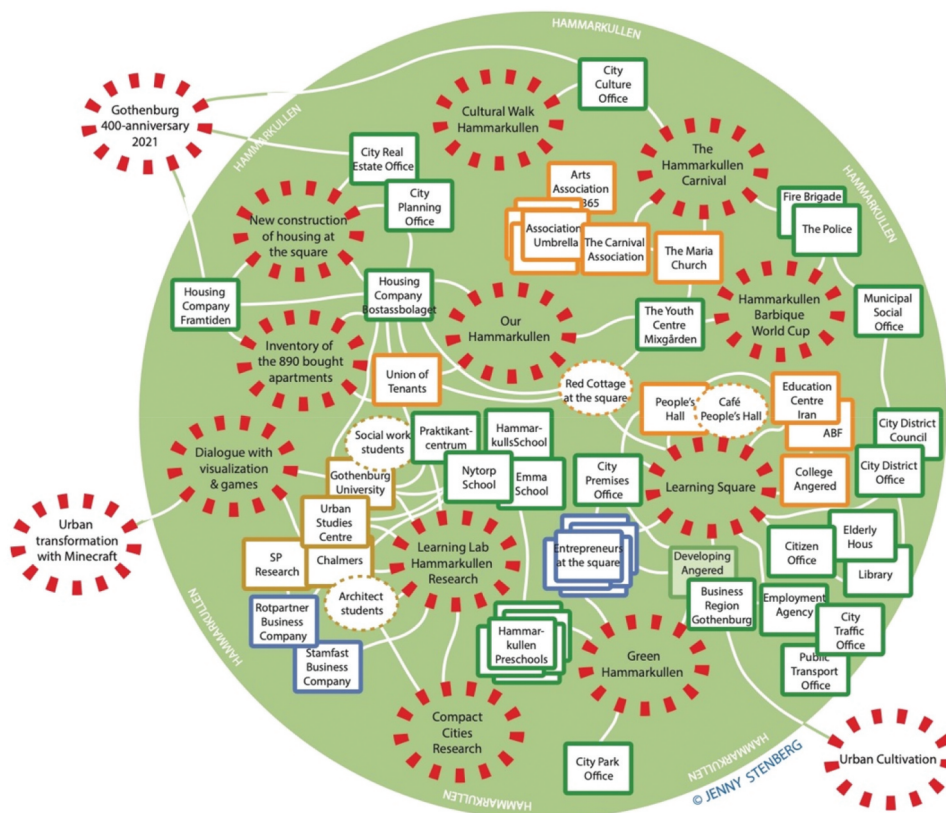 HAMMARKULLEN
City
Culture
Office
Gothenburg
400-anniversary
2021
Cultural Walk
Hammarkullen
HAMMARKULLEN
The
Hammarkullen
Carnival
City Real
Estate Office
HAMMARKULLEN
Arts
Association
365
City
Planning
Office
Fire Brigade
The Police
New construction
of housing at
the square
Association
Umbrella
The Carnival
Association
The Maria
Church
Housing
Company
Framtiden
Housing
Company
Bostassbolaget
Our
Hammarkullen
The Youth
Centre
Mixgården
Hammarkullen
Barbique
World Cup
Municipal
Social
Office
Inventory of
the 890 bought
apartments
Union of
Tenants
Red Cottage
at the square
People's
Hall
Café
People's Hall
Education
Centre
Iran
ABF
Social work
students
Praktikant-
centrum
Hammar-
kullsSchool
City District
Council
Dialogue with
visualization
& games
Gothenburg
University
Nytorp
School
Emma
School
City
Premises
Office
Learning Square
College
Angered
City District
Office
Urban
transformation
with Minecraft
Urban
Studies
Centre
Learning Lab
Hammarkullen
Research
Entrepreneurs
at the square
Developing
Angered
Citizen
Office
Elderly
Hous
Library
SP
Research
Chalmers
Architect
students
Business
Region
Gothenburg
Employment
Agency
City
Traffic
Office
Rotpartner
Business
Company
Stamfast
Business
Company
HAMMARKULLEN
Hammar-
kullen
Preschools
Green
Hammarkullen
Public
Transport
Office
Compact
Cities
Research
City Park
Office
HAMMARKULLEN
© JENNY STENBERG
Urban Cultivation
HAMMARKULLEN